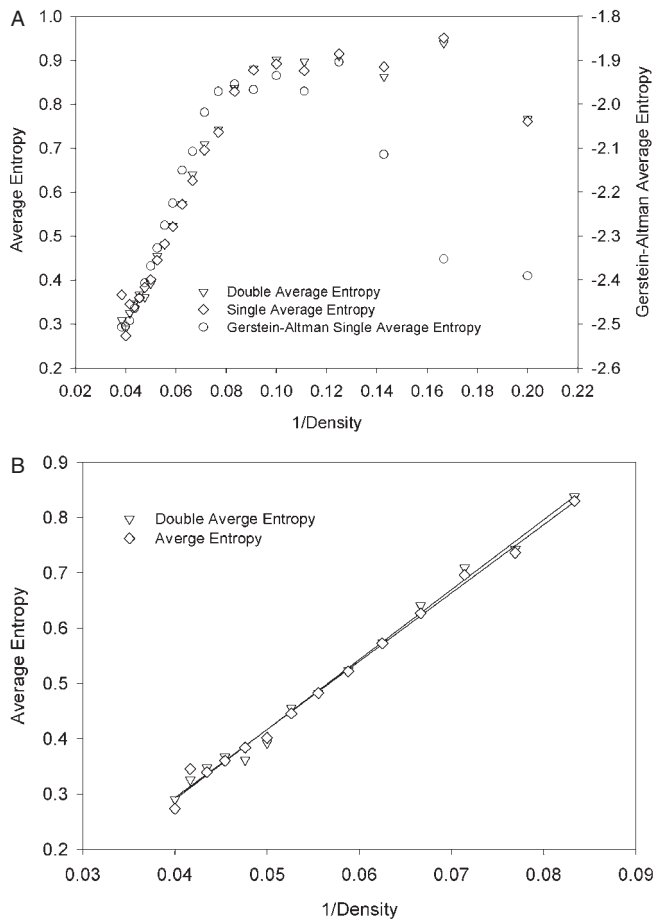 A
1.0
0.9
0.8
0.7
0.6
0.5
0.4
0.3
0.2
Average Entropy
-1.8
-1.9
-2.0
-2.1
-2.2
-2.3
-2.4
-2.5
-2.6
Gerstein-Altman Average Entropy
Double Average Entropy
Single Average Entropy
Gerstein-Altman Single Average Entropy
0.02 0.04 0.06 0.08 0.10 0.12 0.14 0.16 0.18 0.20 0.22
1/Density
B
0.9
0.8
0.7
0.6
0.5
0.4
0.3
0.2
Average Entropy
Double Averge Entropy
Averge Entropy
0.03 0.04 0.05 0.06 0.07 0.08 0.09
1/Density